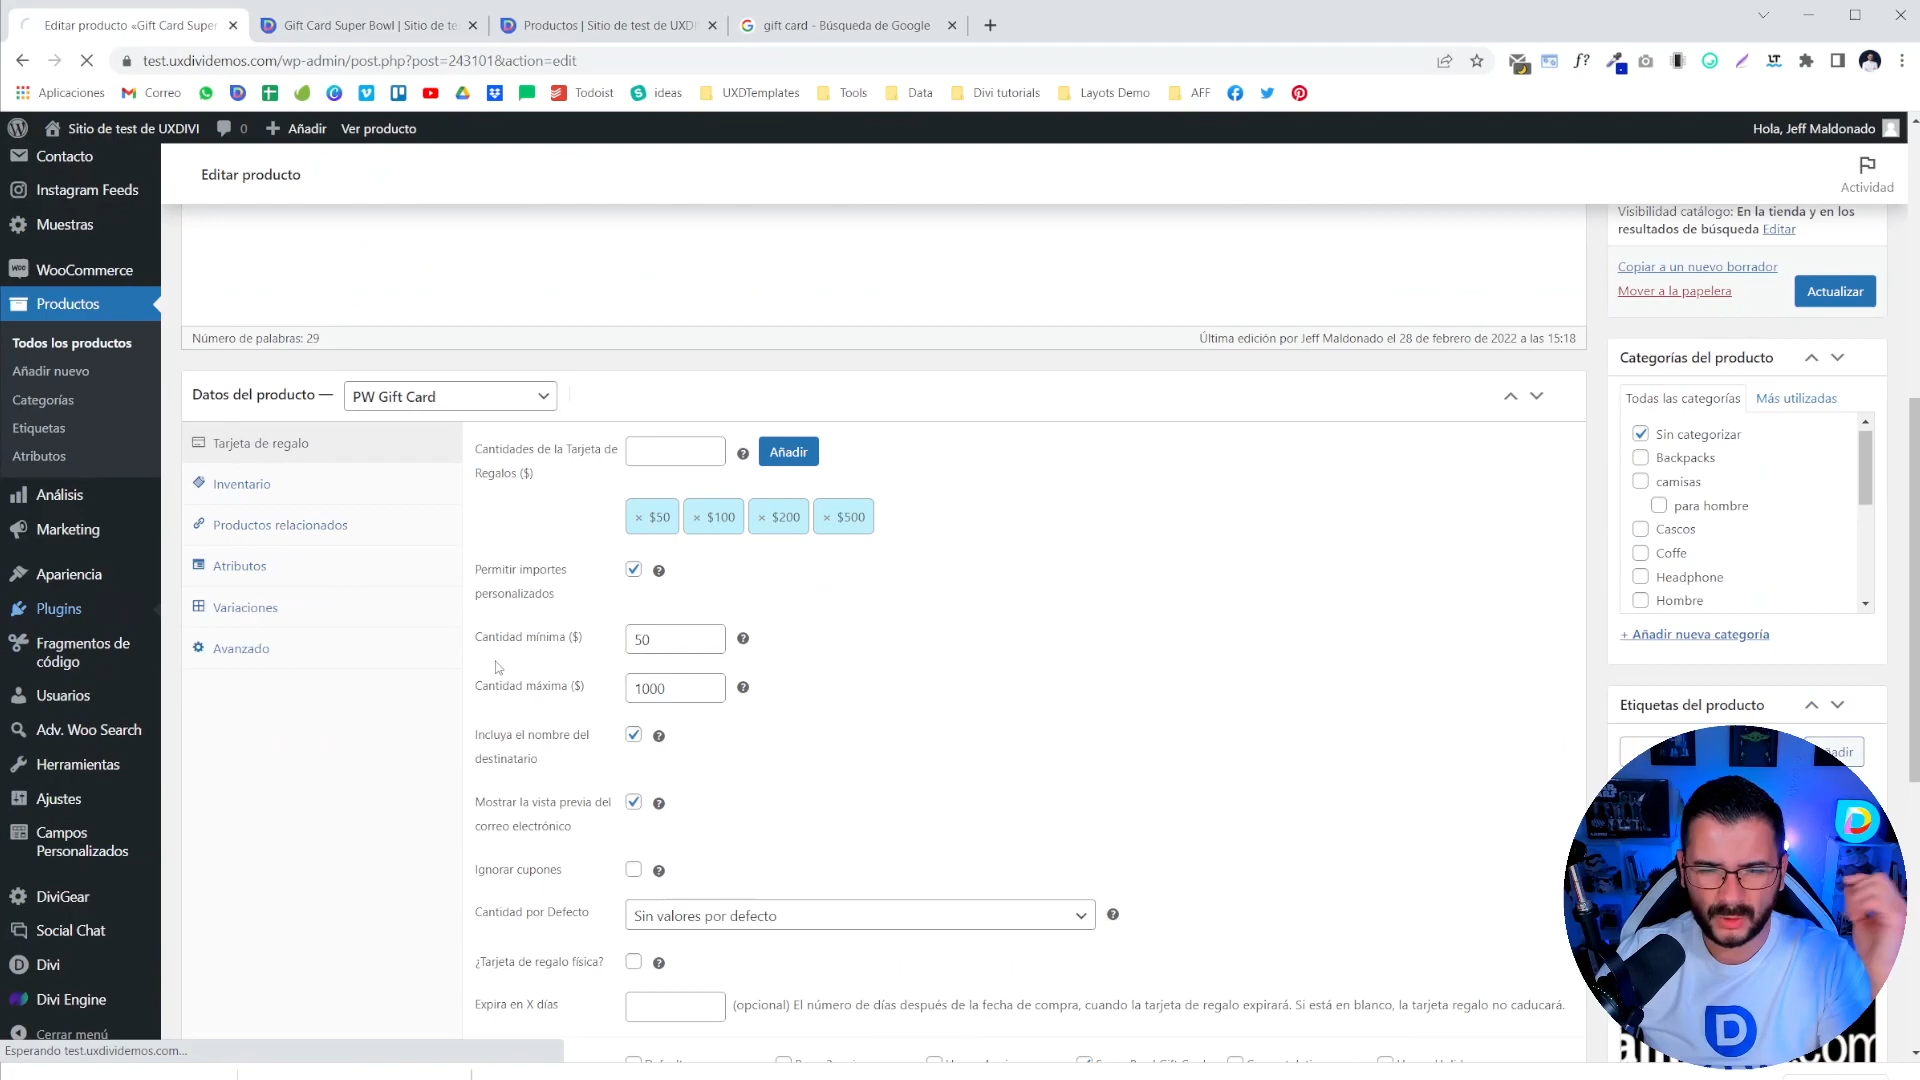 Editar producto «Gift Card Super
Gift Card Super Bowl | Sitio de te
Productos | Sitio de test de UXDI
gift card - Búsqueda de Google
test.uxdividemos.com/wp-admin/post.php?post=243101&action=edit
Aplicaciones
Correo
Todoist
ideas
UXDTemplates
Tools
Data
Divi tutorials
Layots Demo
AFF
Sitio de test de UXDIVI
0
Añadir
Ver producto
Hola, Jeff Maldonado
Contacto
Instagram Feeds
Muestras
WooCommerce
Productos
Todos los productos
Añadir nuevo
Categorías
Etiquetas
Atributos
Análisis
Marketing
Apariencia
Plugins
Fragmentos de
código
Usuarios
Adv. Woo Search
Herramientas
Ajustes
Campos
Personalizados
DiviGear
Social Chat
Divi
Divi Engine
Cerrar menú
Esperando test.uxdividemos.com...
Editar producto
Actividad
Número de palabras: 29
Última edición por Jeff Maldonado el 28 de febrero de 2022 a las 15:18
Datos del producto —
PW Gift Card
Tarjeta de regalo
Inventario
Productos relacionados
Atributos
Variaciones
Avanzado
Cantidades de la Tarjeta de
Regalos ($)
Añadir
× $50
× $100
× $200
× $500
Permitir importes
personalizados
Cantidad mínima ($)
50
Cantidad máxima ($)
1000
Incluya el nombre del
destinatario
Mostrar la vista previa del
correo electrónico
Ignorar cupones
Cantidad por Defecto
Sin valores por defecto
¿Tarjeta de regalo física?
Expira en X días
(opcional) El número de días después de la fecha de compra, cuando la tarjeta de regalo expirará. Si está en blanco, la tarjeta regalo no caducará.
Visibilidad catálogo: En la tienda y en los
resultados de búsqueda Editar
Copiar a un nuevo borrador
Mover a la papelera
Actualizar
Categorías del producto
Todas las categorías
Más utilizadas
Sin categorizar
Backpacks
camisas
para hombre
Cascos
Coffe
Headphone
Hombre
+ Añadir nueva categoría
Etiquetas del producto